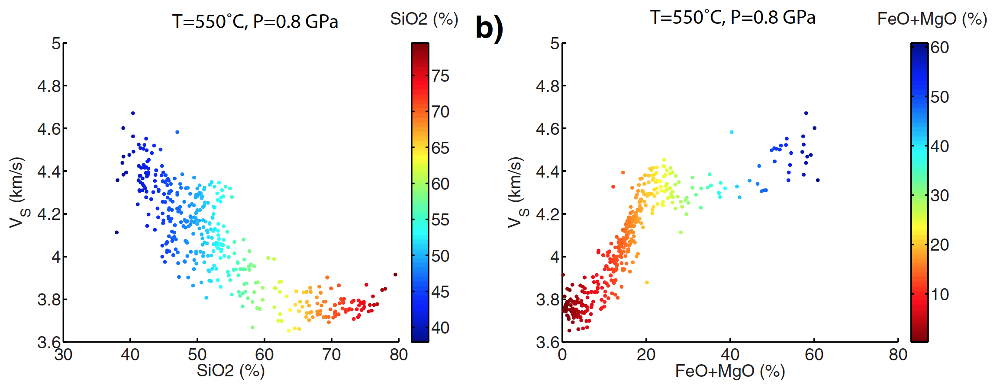 T=550°C, P=0.8 GPa
SiO2 (%)
5
4.8
4.6
4.4
4.2
4
3.8
3.6
VS (km/s)
30 40 50 60 70 80
SiO2 (%)
75
70
65
60
55
50
45
40
b)
T=550°C, P=0.8 GPa
FeO+MgO (%)
5
4.8
4.6
4.4
4.2
4
3.8
3.6
VS (km/s)
0 20 40 60 80
FeO+MgO (%)
60
50
40
30
20
10